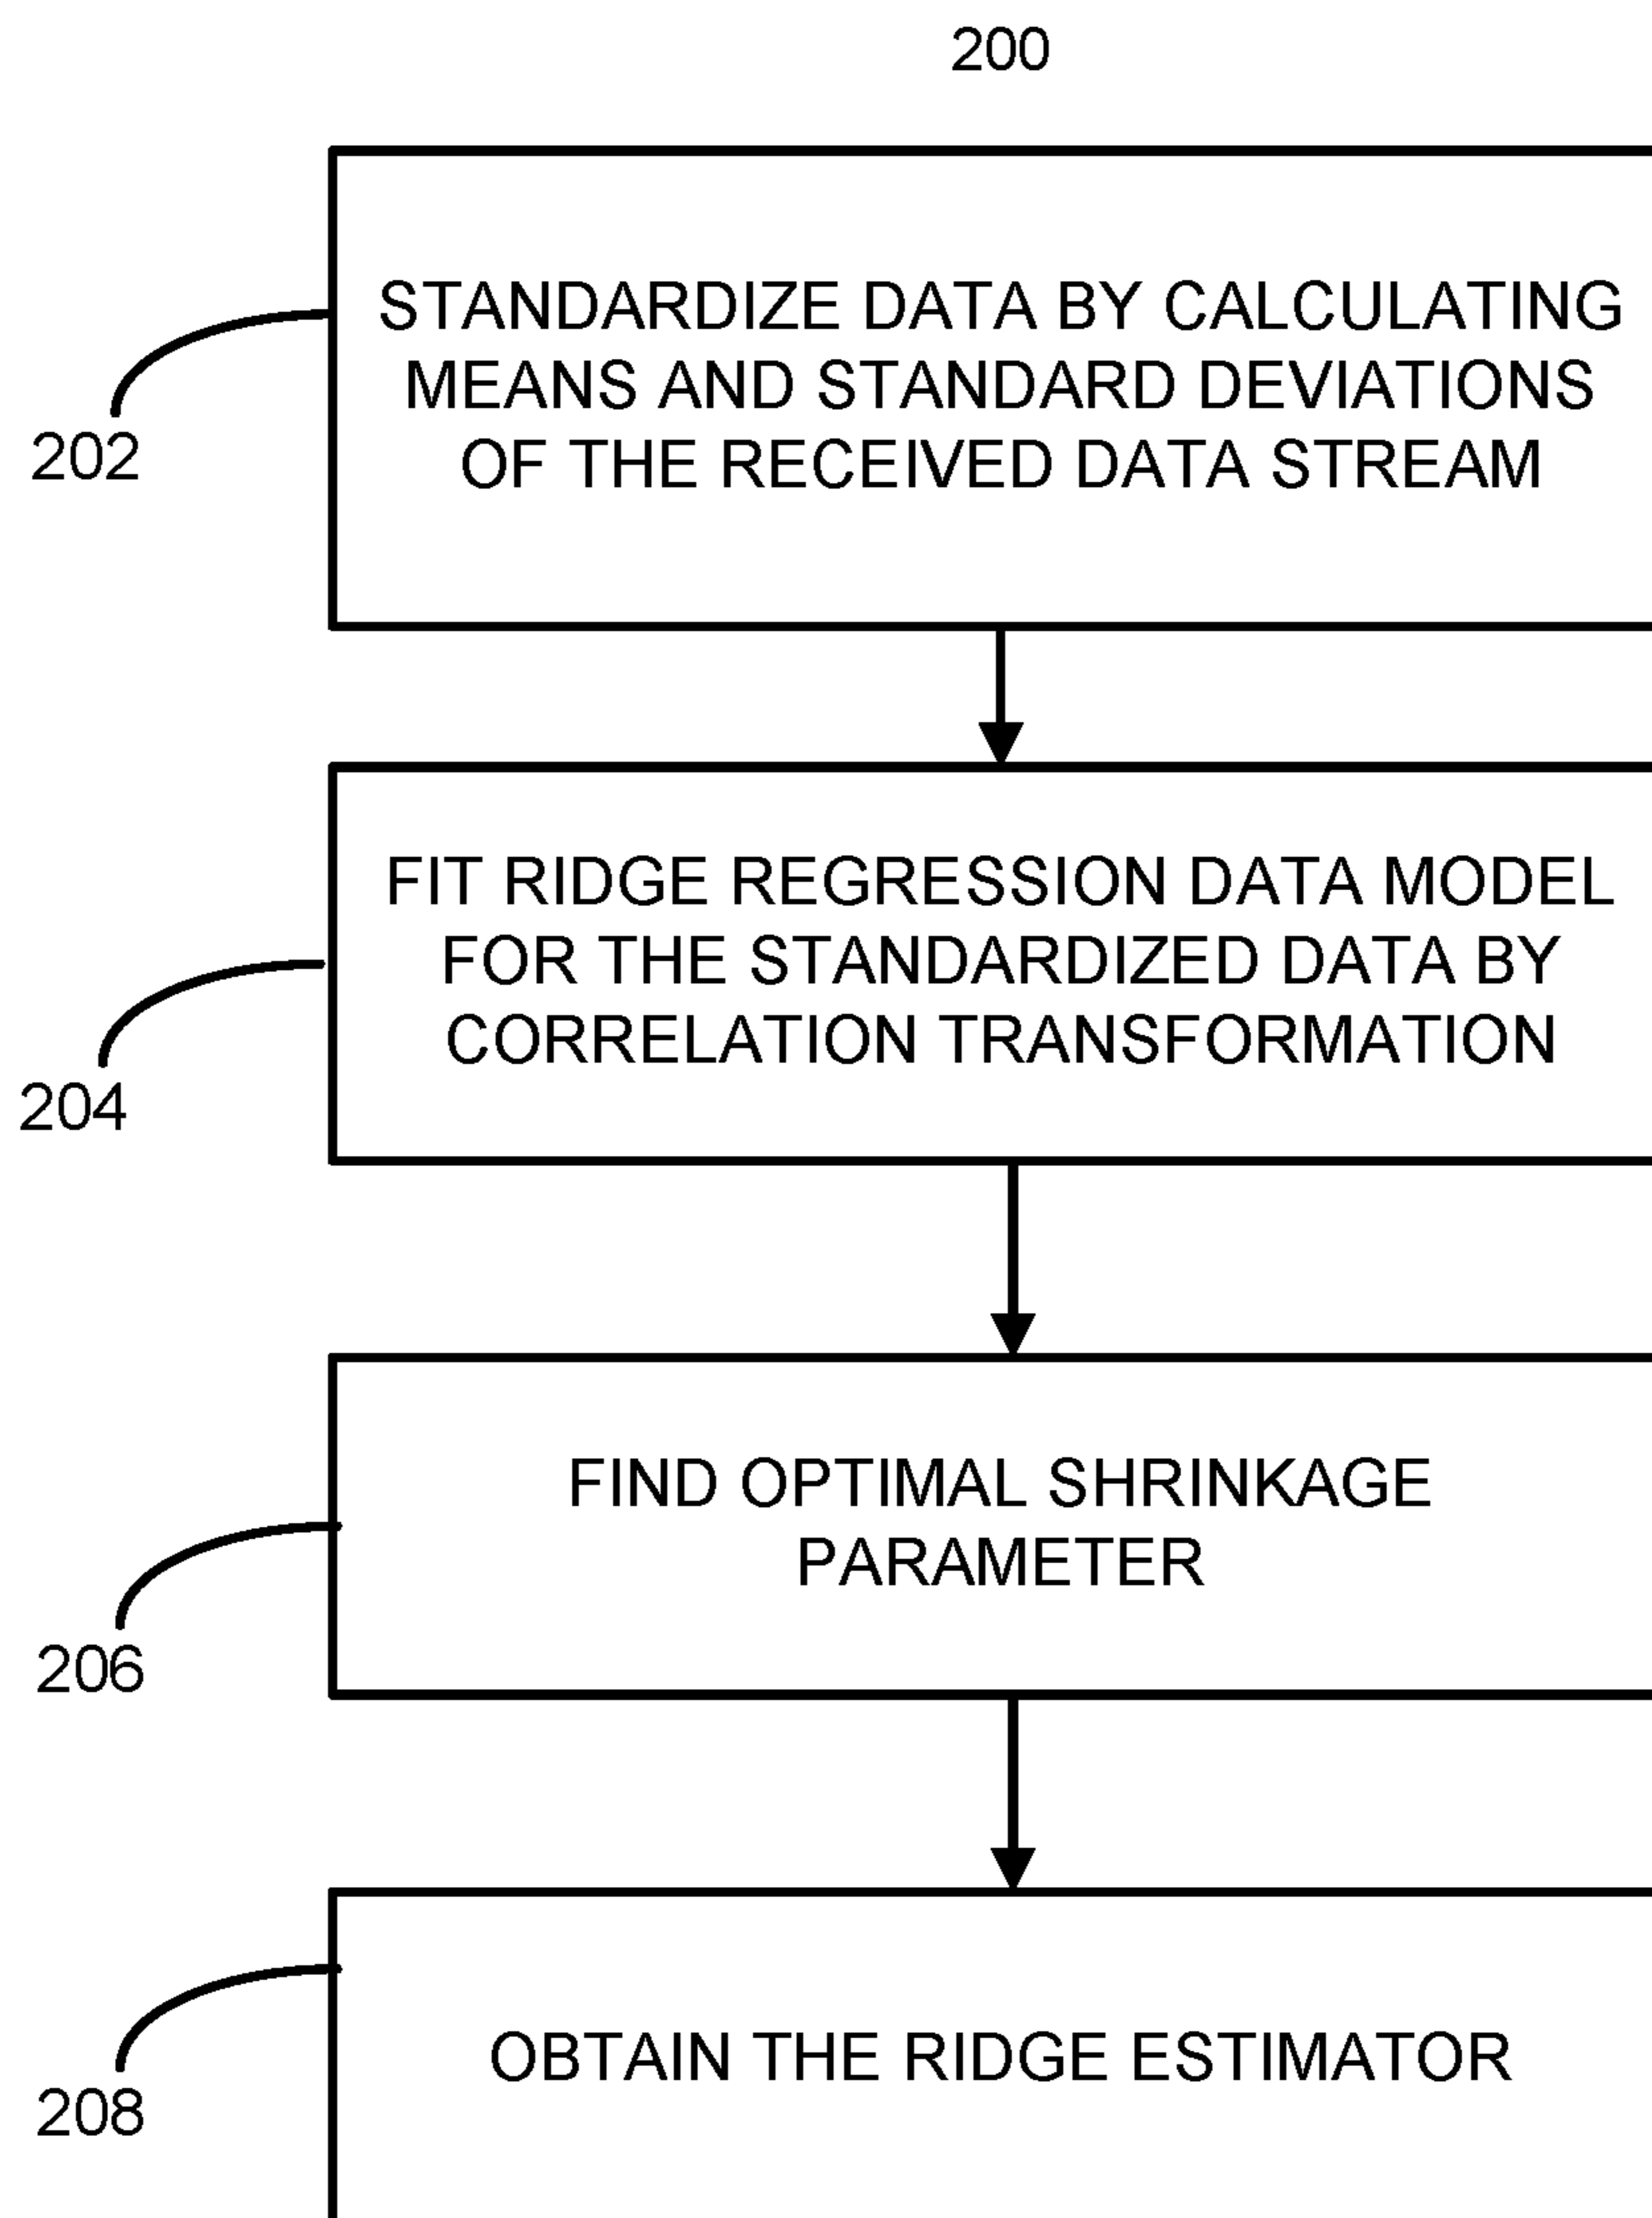 200
STANDARDIZE DATA BY CALCULATING
MEANS AND STANDARD DEVIATIONS
OF THE RECEIVED DATA STREAM
202
FIT RIDGE REGRESSION DATA MODEL
FOR THE STANDARDIZED DATA BY
CORRELATION TRANSFORMATION
204
FIND OPTIMAL SHRINKAGE
PARAMETER
206
OBTAIN THE RIDGE ESTIMATOR
208